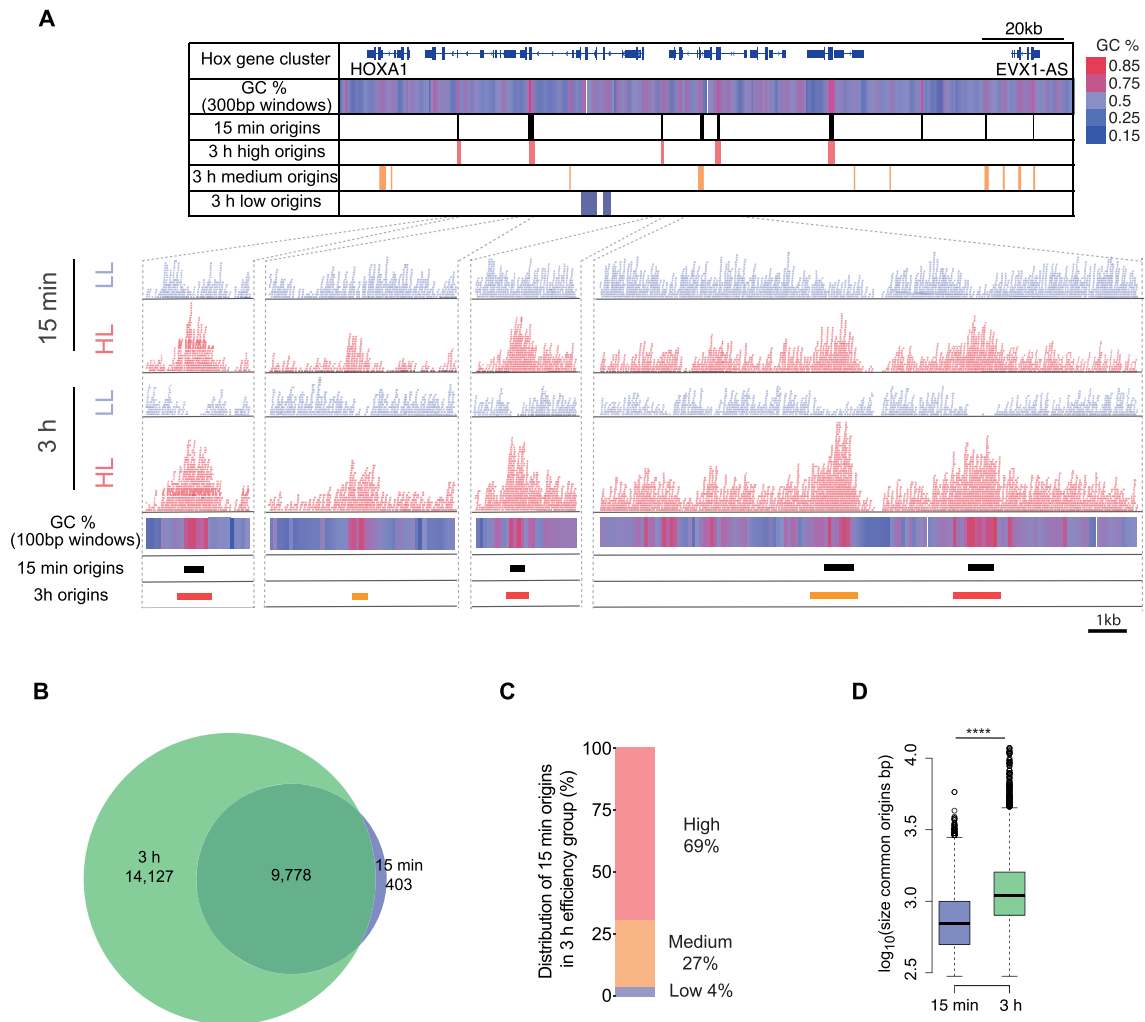 A
20kb
Hox gene cluster
HOXA1
EVX1-AS
GC %
0.85
0.75
0.5
0.25
0.15
GC %
(300bp windows)
15 min origins
3 h high origins
3 h medium origins
3 h low origins
15 min
LL
HL
3 h
LL
HL
GC %
(100bp windows)
15 min origins
3h origins
1kb
B
3 h
14,127
9,778
15 min
403
C
Distribution of 15 min origins
in 3 h efficiency group (%)
100
75
50
25
0
High
69%
Medium
27%
Low 4%
D
log10(size common origins bp)
4.0
3.5
3.0
2.5
****
15 min
3 h